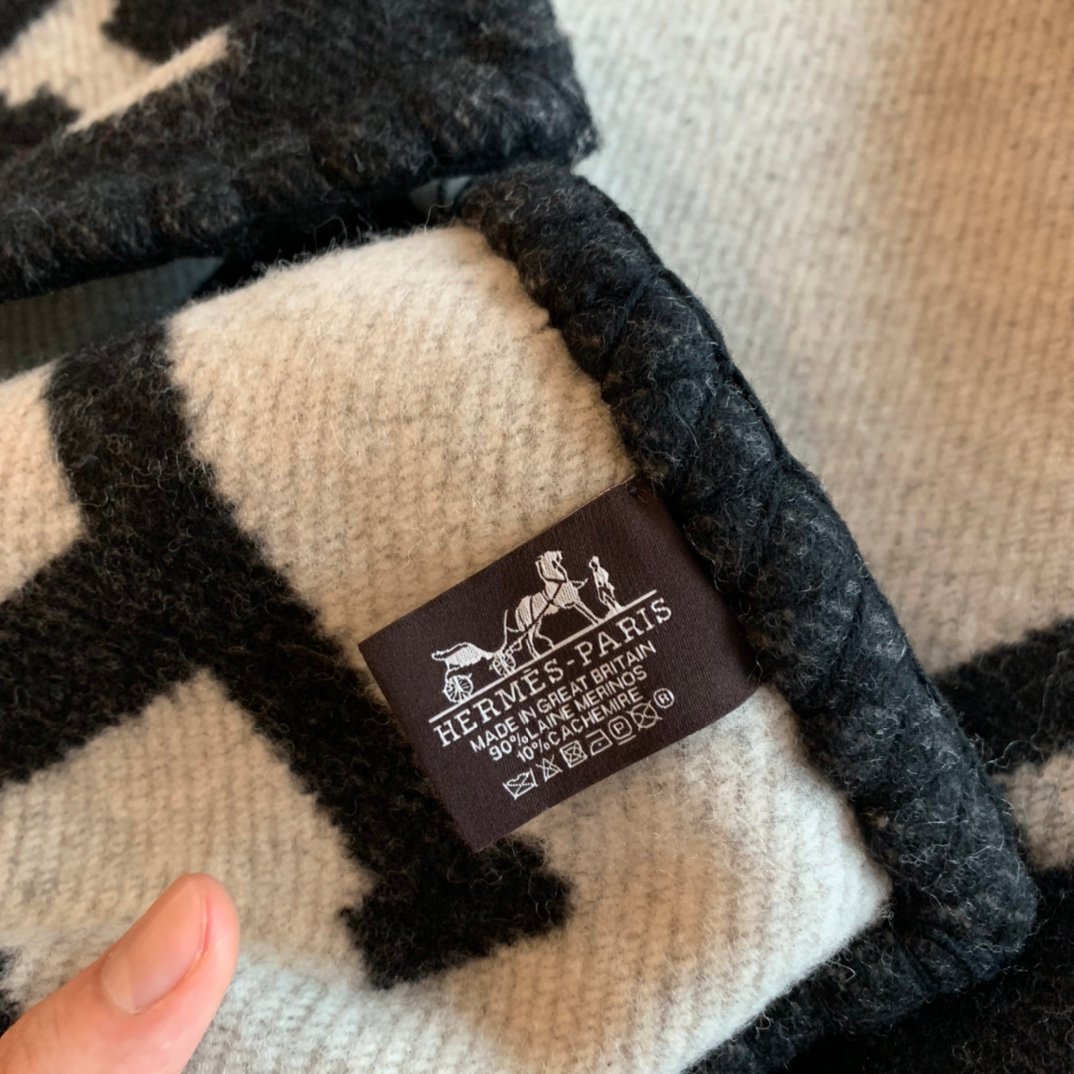 HERMÈS-PARIS
MADE IN GREAT BRITAIN
90%LAINE MERINOS
10%CACHEMIRE
P ®